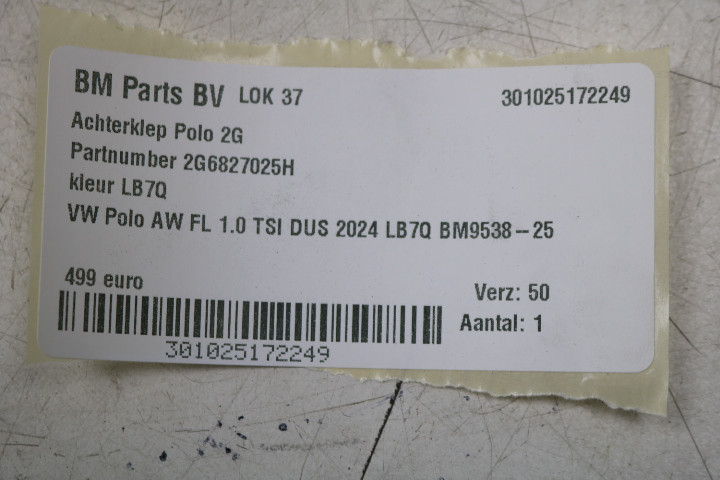 BM Parts BV LOK 37 301025172249
Achterklep Polo 2G
Partnumber 2G6827025H
kleur LB7Q
VW Polo AW FL 1.0 TSI DUS 2024 LB7Q BM9538-25
499 euro
Verz: 50
Aantal: 1
301025172249